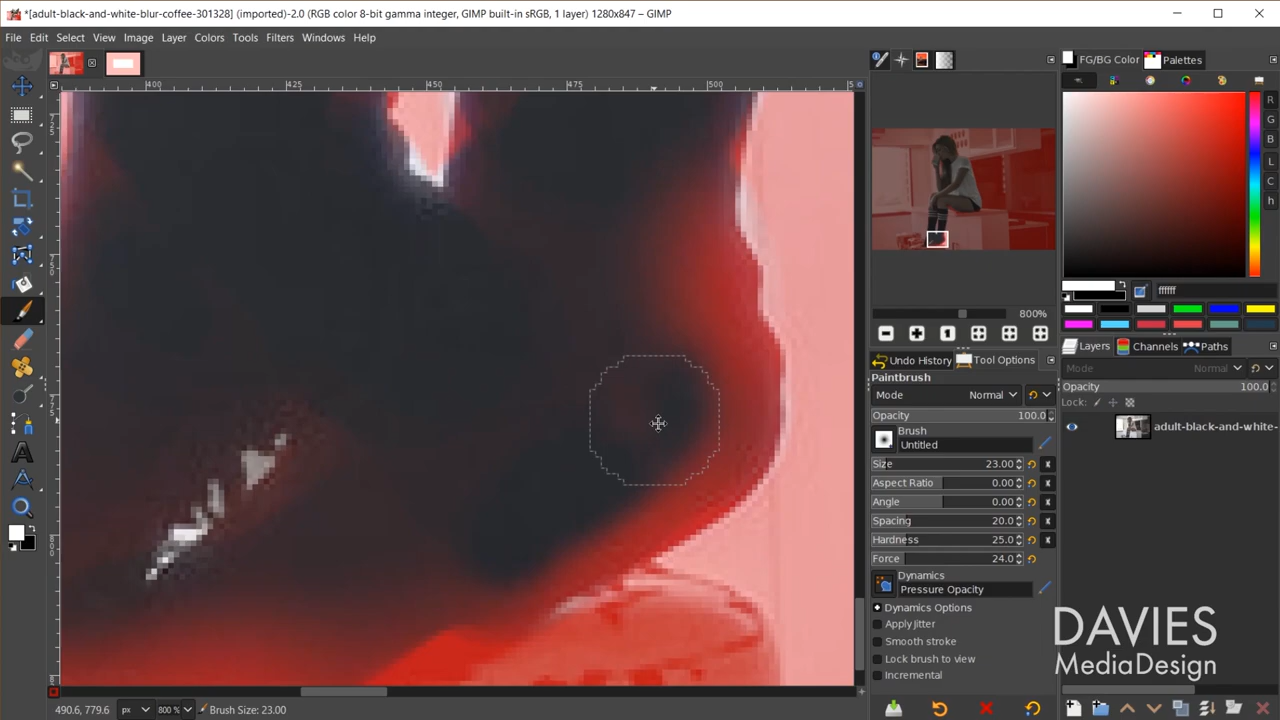 *[adult-black-and-white-blur-coffee-301328] (imported)-2.0 (RGB color 8-bit gamma integer, GIMP built-in sRGB, 1 layer) 1280x847 – GIMP
File Edit Select View Image Layer Colors Tools Filters Windows Help
FG/BG Color Palettes
400 425 450 475 500
725
750
775
800
R
G
B
L
C
h
ffffff
800%
Undo History Tool Options
Layers Channels Paths
Paintbrush
Mode Normal
Mode Normal
Opacity 100.0
Opacity 100.0
Lock:
Brush
Untitled
adult-black-and-white-
Size 23.00
Aspect Ratio 0.00
Angle 0.00
Spacing 20.0
Hardness 25.0
Force 24.0
Dynamics
Pressure Opacity
Dynamics Options
Apply Jitter
Smooth stroke
Lock brush to view
Incremental
DAVIES
MediaDesign
490.6, 779.6 px 800 % Brush Size: 23.00